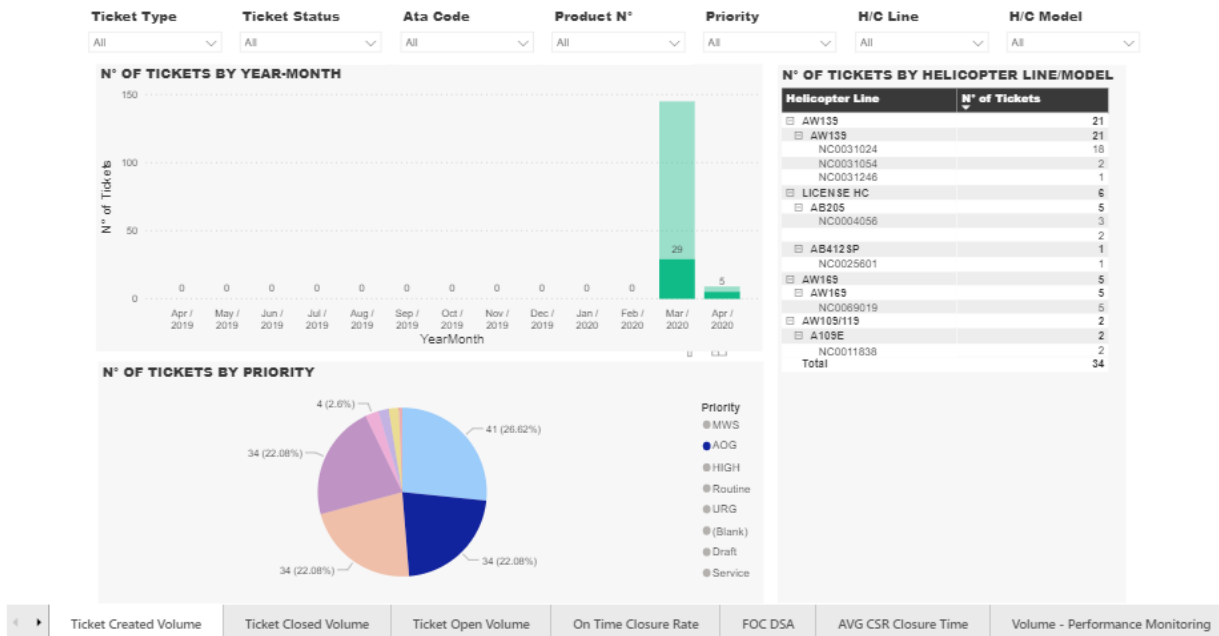 Ticket Type Ticket Status Ata Code Product N° Priority H/C Line H/C Model
All All All All All All All
N° OF TICKETS BY YEAR-MONTH
150
100
50
0
N° of Tickets
0 0 0 0 0 0 0 0 0 0 0 29 5
Apr / 2019 May / 2019 Jun / 2019 Jul / 2019 Aug / 2019 Sep / 2019 Oct / 2019 Nov / 2019 Dec / 2019 Jan / 2020 Feb / 2020 Mar / 2020 Apr / 2020
YearMonth
N° OF TICKETS BY HELICOPTER LINE/MODEL
Helicopter Line N° of Tickets
AW139 21
AW139 21
NC0031024 18
NC0031054 2
NC0031246 1
LICENSE HC 6
AB205 5
NC0004056 3
2
AB412SP 1
NC0025601 1
AW169 5
AW169 5
NC0069019 5
AW109/119 2
A109E 2
NC0011838 2
Total 34
N° OF TICKETS BY PRIORITY
4 (2.6%)
41 (26.62%)
34 (22.08%)
34 (22.08%)
34 (22.08%)
Priority
MWS
AOG
HIGH
Routine
URG
(Blank)
Draft
Service
Ticket Created Volume Ticket Closed Volume Ticket Open Volume On Time Closure Rate FOC DSA AVG CSR Closure Time Volume - Performance Monitoring